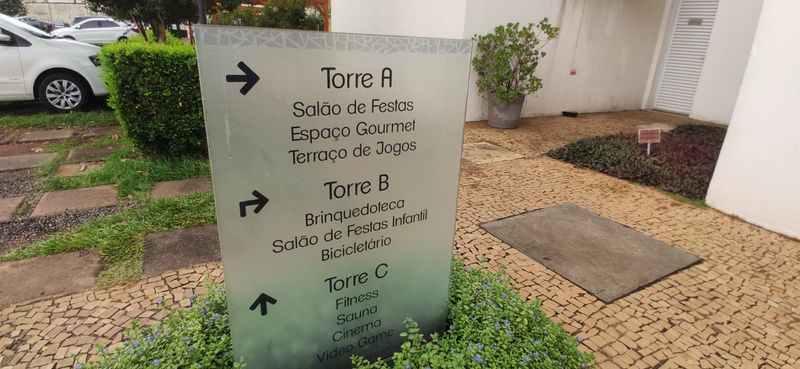 Torre A
Salão de Festas
Espaço Gourmet
Terraço de Jogos
Torre B
Brinquedoteca
Salão de Festas Infantil
Bicicletário
Torre C
Fitness
Sauna
Cinema
Video Game